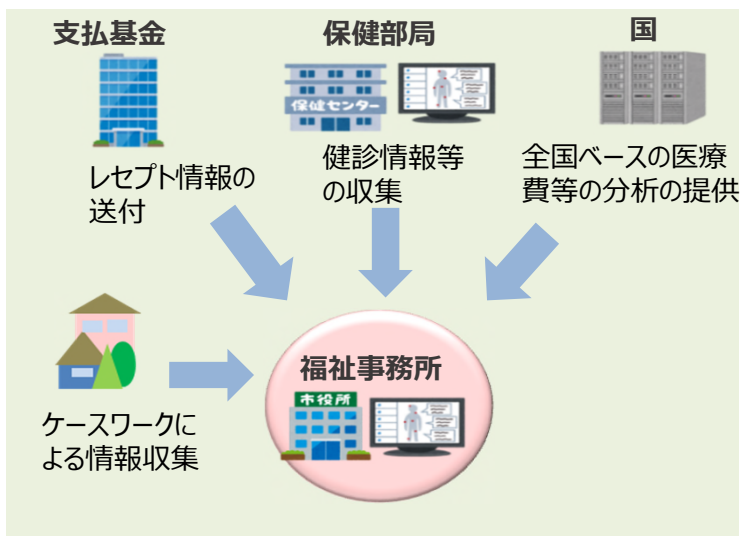 支払基金
保健部局
国
保健センター
レセプト情報の
送付
健診情報等
の収集
全国ベースの医療
費等の分析の提供
福祉事務所
市役所
ケースワークに
よる情報収集